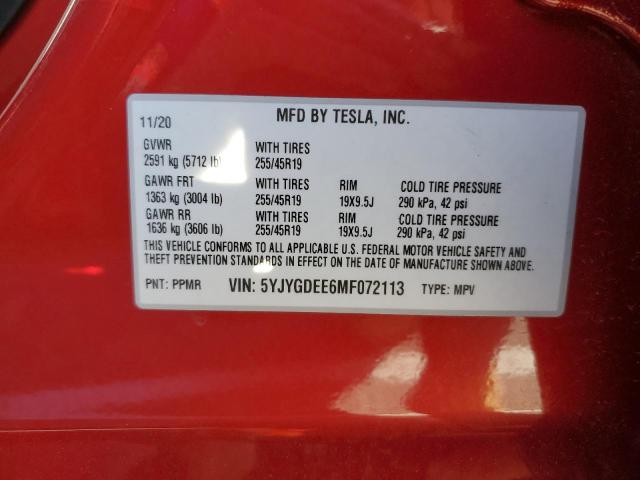 MFD BY TESLA, INC.
11/20
GVWR WITH TIRES
2591 kg (5712 lb) 255/45R19
GAWR FRT WITH TIRES RIM COLD TIRE PRESSURE
1363 kg (3004 lb) 255/45R19 19X9.5J 290 kPa, 42 psi
GAWR RR WITH TIRES RIM COLD TIRE PRESSURE
1636 kg (3606 lb) 255/45R19 19X9.5J 290 kPa, 42 psi
THIS VEHICLE CONFORMS TO ALL APPLICABLE U.S. FEDERAL MOTOR VEHICLE SAFETY AND
THEFT PREVENTION STANDARDS IN EFFECT ON THE DATE OF MANUFACTURE SHOWN ABOVE.
PNT: PPMR VIN: 5YJYGDEE6MF072113 TYPE: MPV